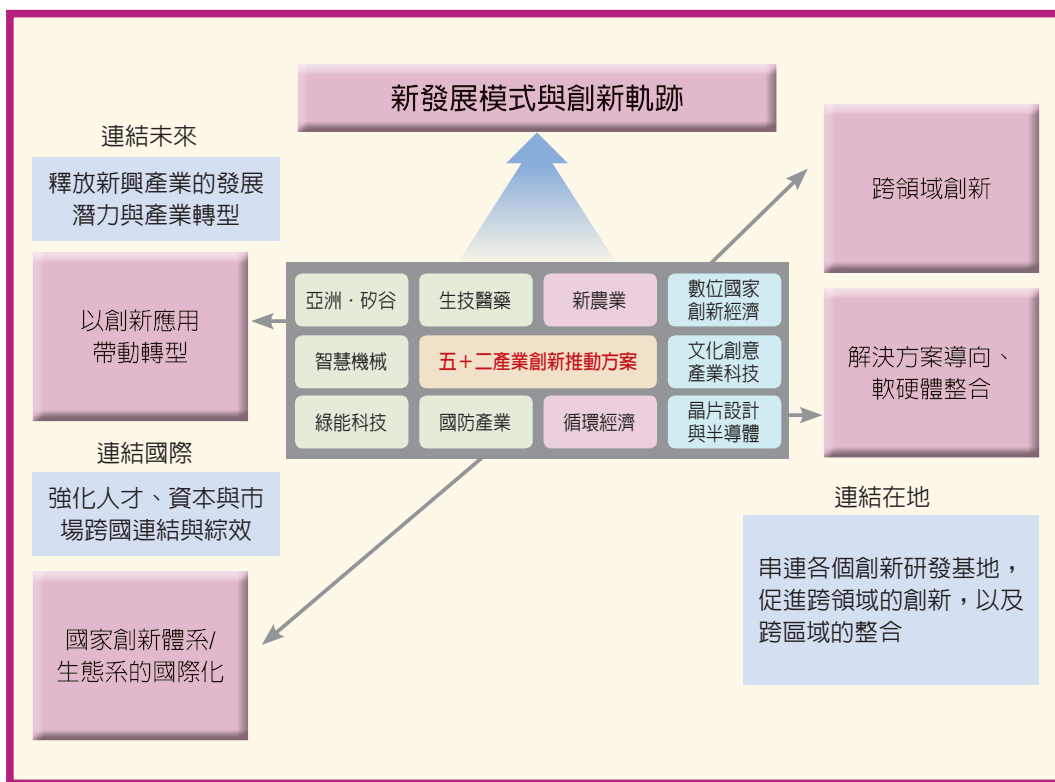 新發展模式與創新軌跡
連結未來
釋放新興產業的發展
潛力與產業轉型
以創新應用
帶動轉型
連結國際
強化人才、資本與市
場跨國連結與綜效
國家創新體系/
生態系的國際化
亞洲‧矽谷
生技醫藥
新農業
數位國家
創新經濟
智慧機械
五+二產業創新推動方案
文化創意
產業科技
綠能科技
國防產業
循環經濟
晶片設計
與半導體
跨領域創新
解決方案導向、
軟硬體整合
連結在地
串連各個創新研發基地，
促進跨領域的創新，以及
跨區域的整合